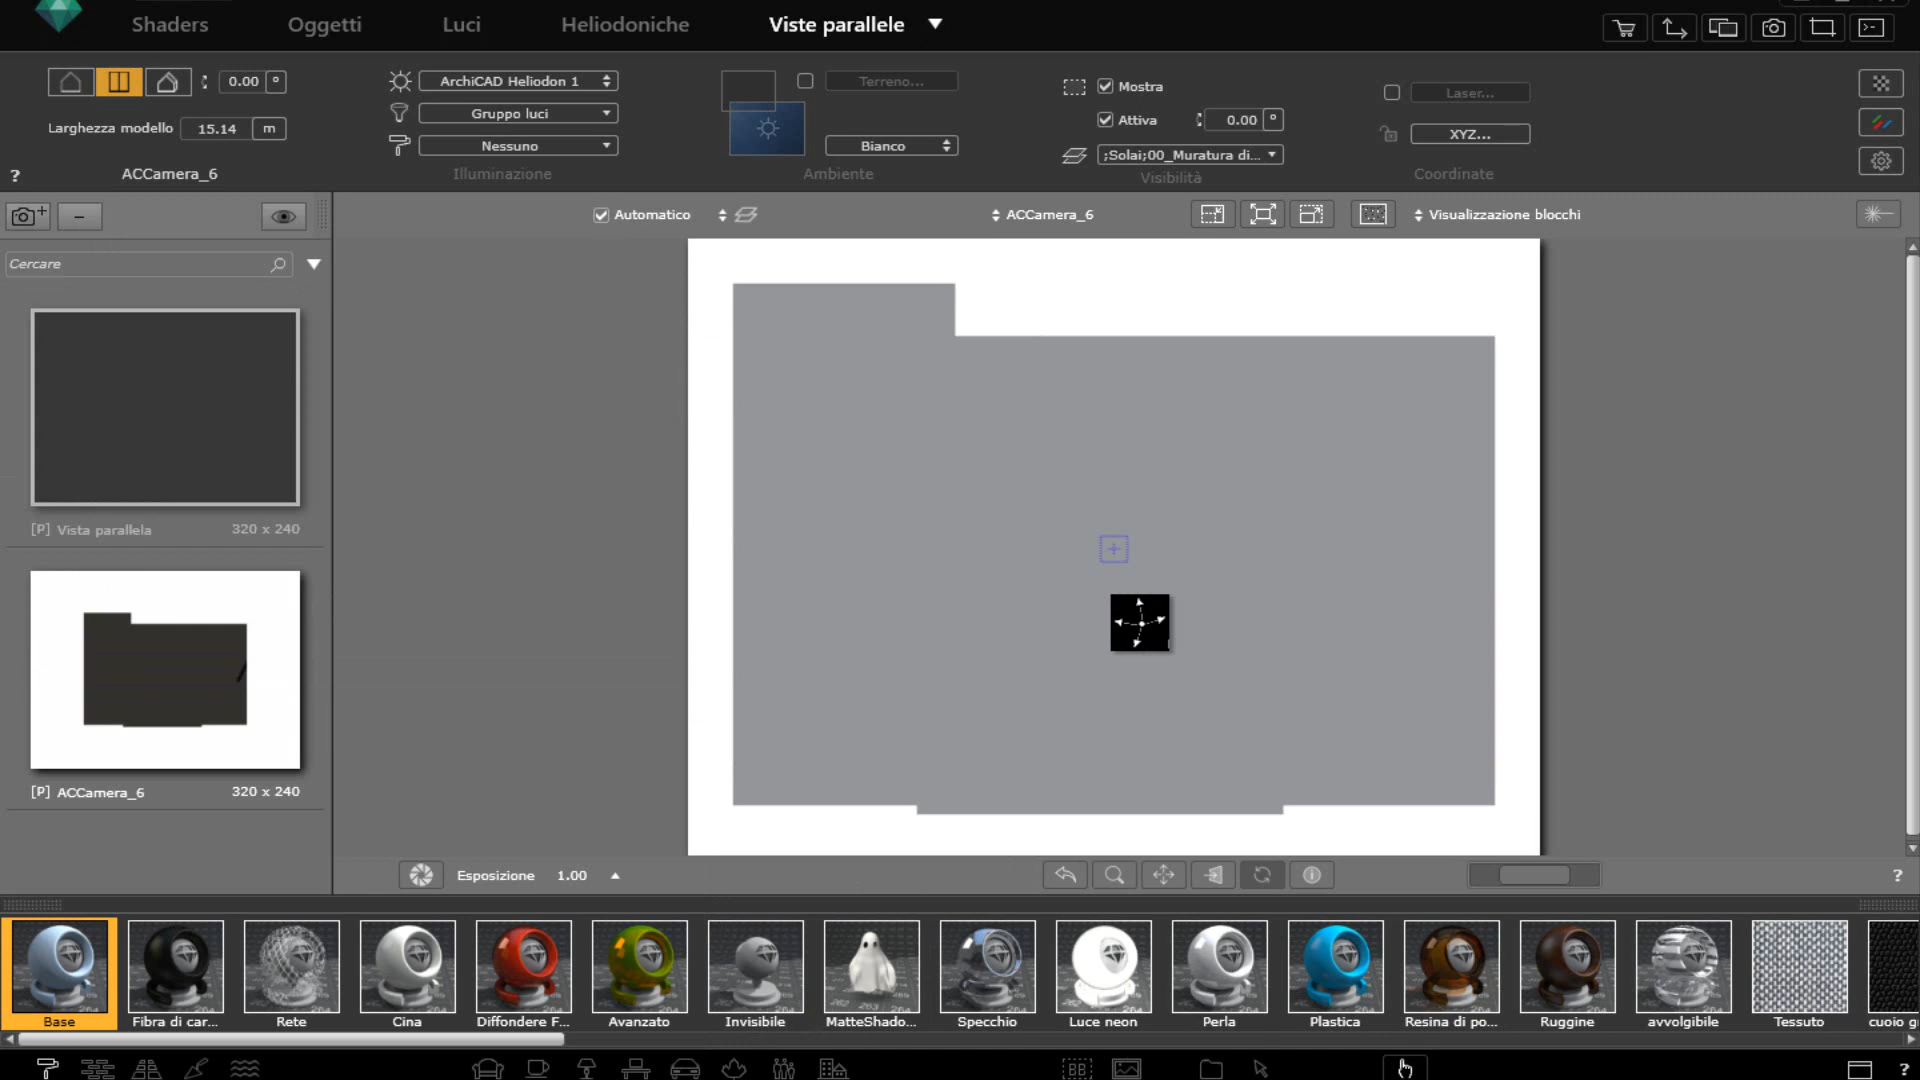 Shaders
Oggetti
Luci
Heliodoniche
Viste parallele
0.00 °
Larghezza modello 15.14 m
?
ACCamera_6
ArchiCAD Heliodon 1
Gruppo luci
Nessuno
Illuminazione
Terreno...
Bianco
Ambiente
Mostra
Attiva 0.00 °
;Solai;00_Muratura di...
Visibilità
Laser...
XYZ...
Coordinate
Automatico
ACCamera_6
Visualizzazione blocchi
Cercare
[P] Vista parallela 320 x 240
[P] ACCamera_6 320 x 240
Esposizione 1.00
?
Base
Fibra di car...
Rete
Cina
Diffondere F...
Avanzato
Invisibile
MatteShado...
Specchio
Luce neon
Perla
Plastica
Resina di po...
Ruggine
avvolgibile
Tessuto
cuoio g
BB
?